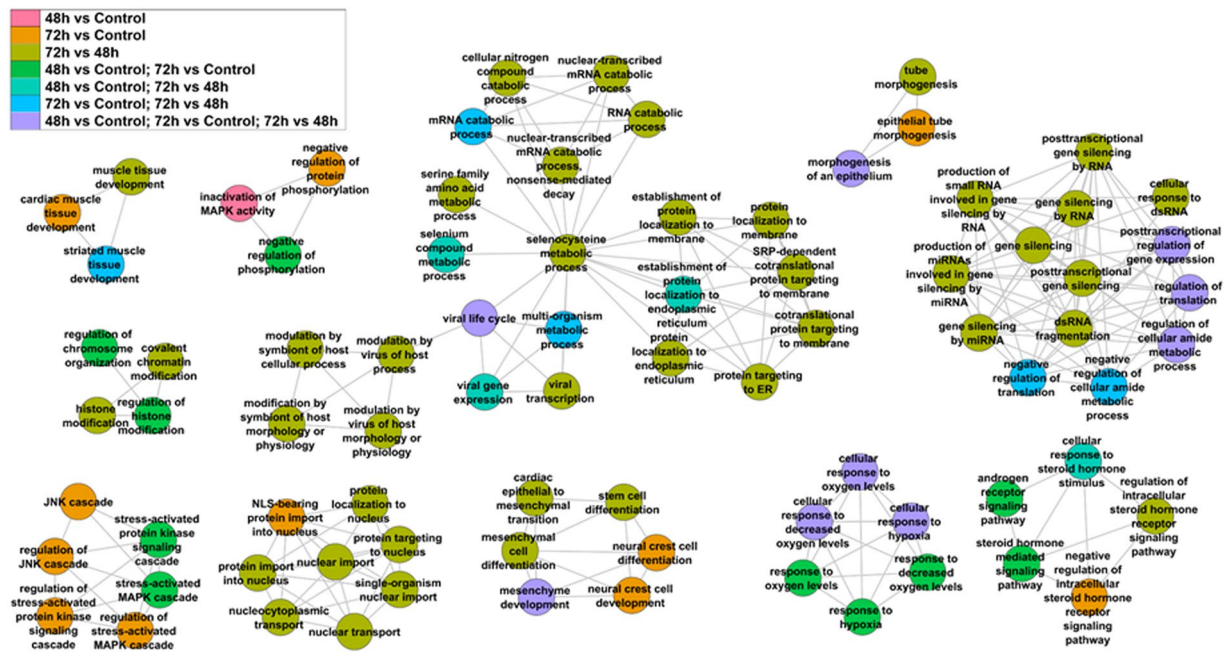 48h vs Control
72h vs Control
72h vs 48h
48h vs Control; 72h vs Control
48h vs Control; 72h vs 48h
72h vs Control; 72h vs 48h
48h vs Control; 72h vs Control; 72h vs 48h
muscle tissue
development
cardiac muscle
tissue
development
striated muscle
tissue
development
negative
regulation of
protein
phosphorylation
inactivation of
MAPK activity
negative
regulation of
phosphorylation
cellular nitrogen
compound
catabolic
process
nuclear-transcribed
mRNA catabolic
process
mRNA catabolic
process
RNA catabolic
process
nuclear-transcribed
mRNA catabolic
process,
nonsense-mediated
decay
serine family
amino acid
metabolic
process
selenium
compound
metabolic
process
selenocysteine
metabolic
process
establishment of
protein
localization to
membrane
protein
localization to
membrane
SRP-dependent
cotranslational
protein targeting
to membrane
establishment of
protein
localization to
endoplasmic
reticulum
cotranslational
protein targeting
to membrane
protein
localization to
endoplasmic
reticulum
protein targeting
to ER
viral life cycle
multi-organism
metabolic
process
viral gene
expression
viral
transcription
tube
morphogenesis
epithelial tube
morphogenesis
morphogenesis
of an epithelium
posttranscriptional
gene silencing
by RNA
production of
small RNA
involved in gene
silencing by
RNA
gene silencing
by RNA
cellular
response to
dsRNA
gene silencing
posttranscriptional
regulation of
gene expression
production of
miRNAs
involved in gene
silencing by
miRNA
posttranscriptional
gene silencing
regulation of
translation
gene silencing
by miRNA
dsRNA
fragmentation
regulation of
cellular amide
metabolic
process
negative
regulation of
translation
negative
regulation of
cellular amide
metabolic
process
regulation of
chromosome
organization
covalent
chromatin
modification
histone
modification
regulation of
histone
modification
modulation by
symbiont of host
cellular process
modulation by
virus of host
process
modification by
symbiont of host
morphology or
physiology
modulation by
virus of host
morphology or
physiology
JNK cascade
stress-activated
protein kinase
signaling
cascade
regulation of
JNK cascade
stress-activated
MAPK cascade
regulation of
stress-activated
protein kinase
signaling
cascade
regulation of
stress-activated
MAPK cascade
NLS-bearing
protein import
into nucleus
protein
localization to
nucleus
protein targeting
to nucleus
nuclear import
protein import
into nucleus
single-organism
nuclear import
nucleocytoplasmic
transport
nuclear transport
cardiac
epithelial to
mesenchymal
transition
stem cell
differentiation
mesenchymal
cell
differentiation
neural crest cell
differentiation
mesenchyme
development
neural crest cell
development
cellular
response to
oxygen levels
cellular
response to
decreased
oxygen levels
cellular
response to
hypoxia
response to
oxygen levels
response to
decreased
oxygen levels
response to
hypoxia
cellular
response to
steroid hormone
stimulus
androgen
receptor
signaling
pathway
regulation of
intracellular
steroid hormone
receptor
signaling
pathway
steroid hormone
mediated
signaling
pathway
negative
regulation of
intracellular
steroid hormone
receptor
signaling
pathway